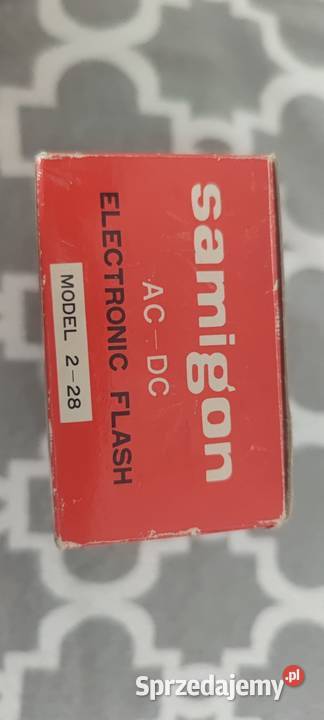 samigon
AC-DC
ELECTRONIC FLASH
MODEL 2-28
Sprzedajemy.pl